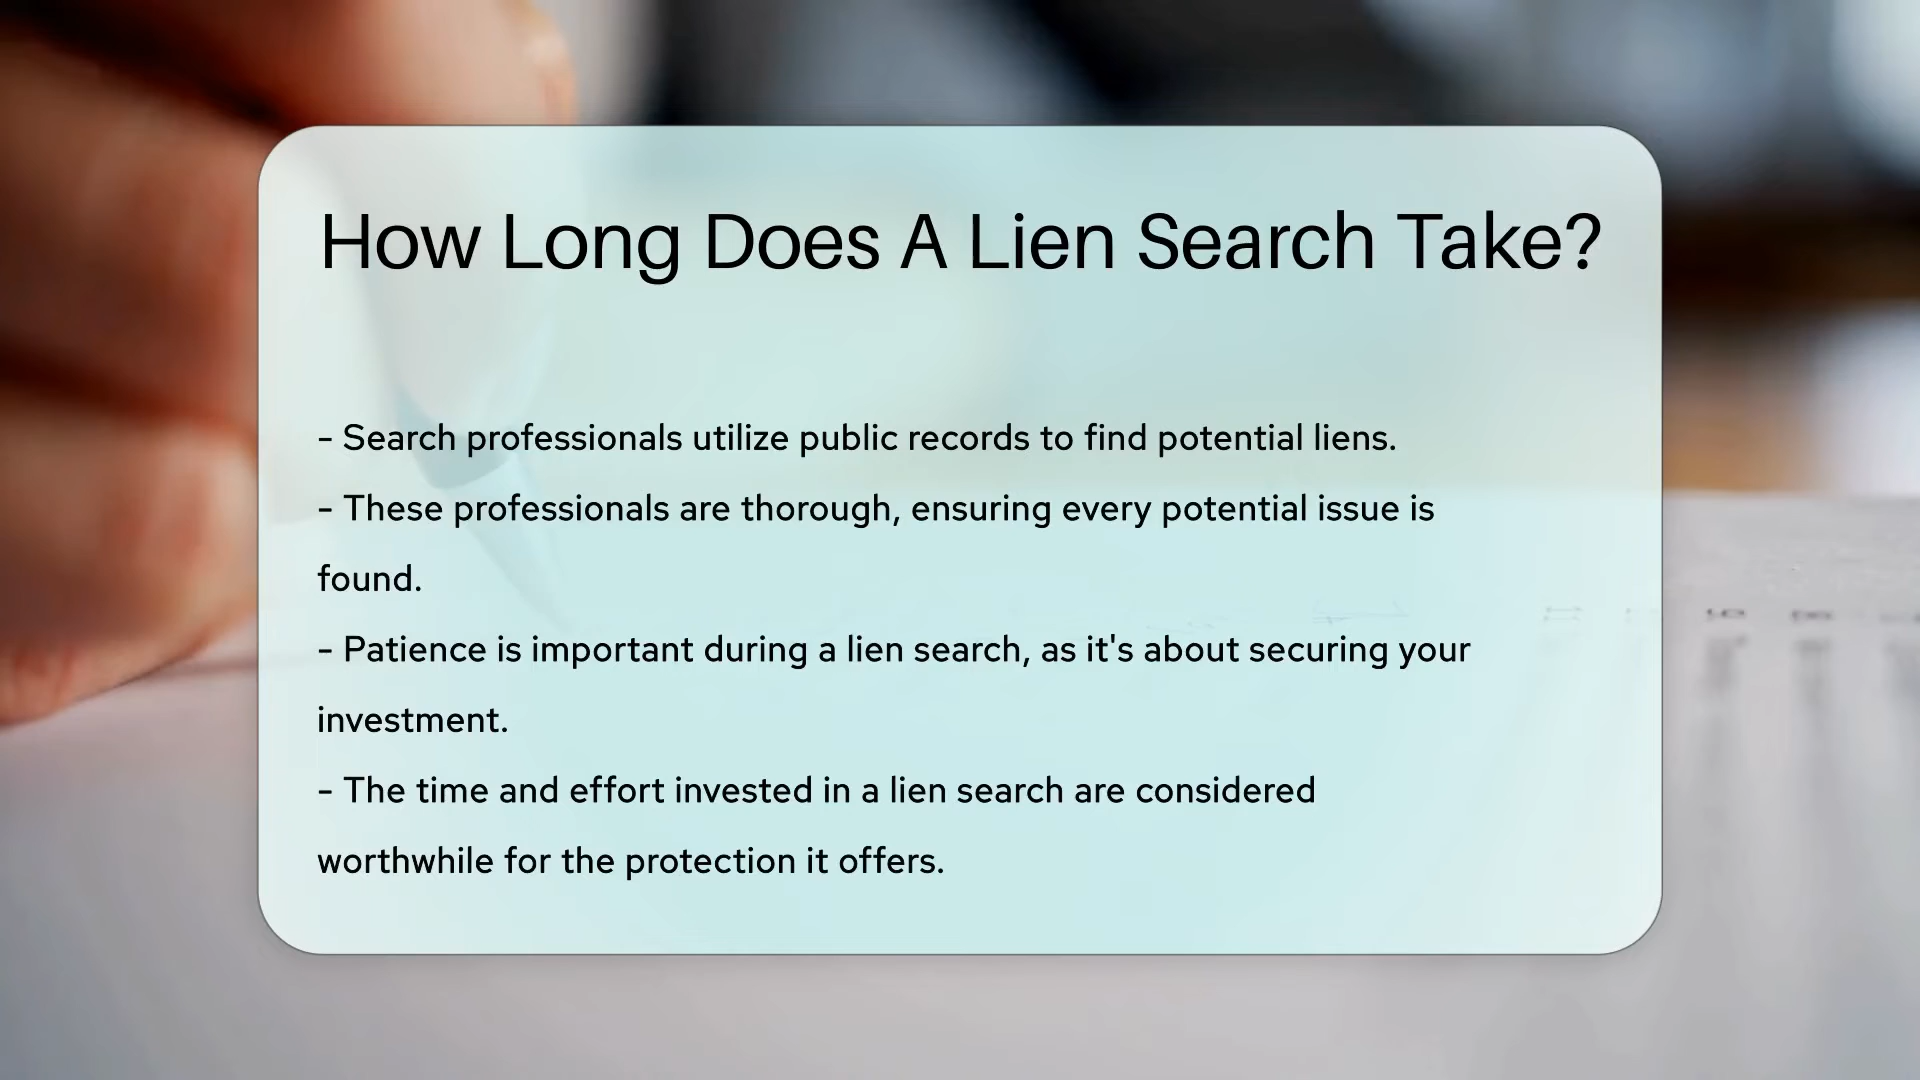 How Long Does A Lien Search Take?
- Search professionals utilize public records to find potential liens.
- These professionals are thorough, ensuring every potential issue is
found.
- Patience is important during a lien search, as it's about securing your
investment.
- The time and effort invested in a lien search are considered
worthwhile for the protection it offers.